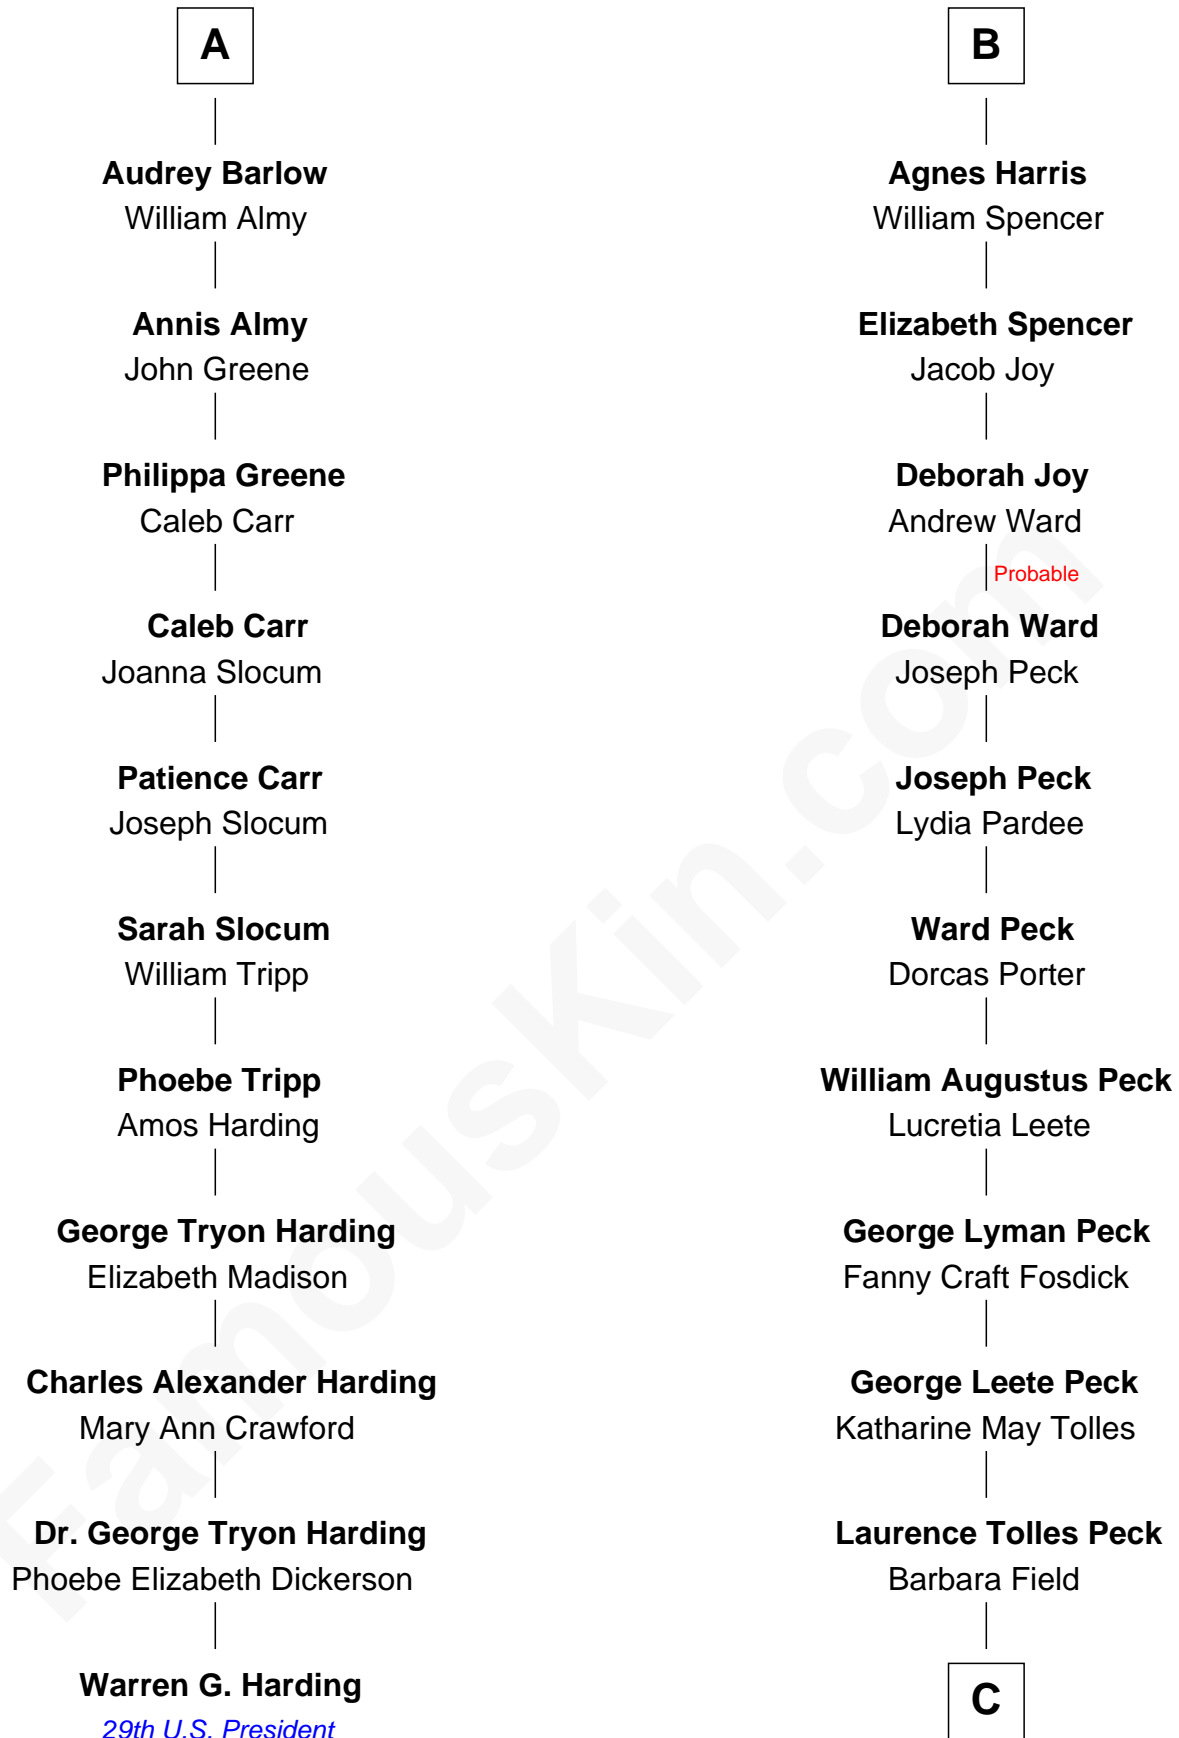 A
Audrey Barlow
William Almy
Annis Almy
John Greene
Philippa Greene
Caleb Carr
Caleb Carr
Joanna Slocum
Patience Carr
Joseph Slocum
Sarah Slocum
William Tripp
Phoebe Tripp
Amos Harding
George Tryon Harding
Elizabeth Madison
Charles Alexander Harding
Mary Ann Crawford
Dr. George Tryon Harding
Phoebe Elizabeth Dickerson
Warren G. Harding
29th U.S. President
B
Agnes Harris
William Spencer
Elizabeth Spencer
Jacob Joy
Deborah Joy
Andrew Ward
Probable
Deborah Ward
Joseph Peck
Joseph Peck
Lydia Pardee
Ward Peck
Dorcas Porter
William Augustus Peck
Lucretia Leete
George Lyman Peck
Fanny Craft Fosdick
George Leete Peck
Katharine May Tolles
Laurence Tolles Peck
Barbara Field
C
FamousKin.com